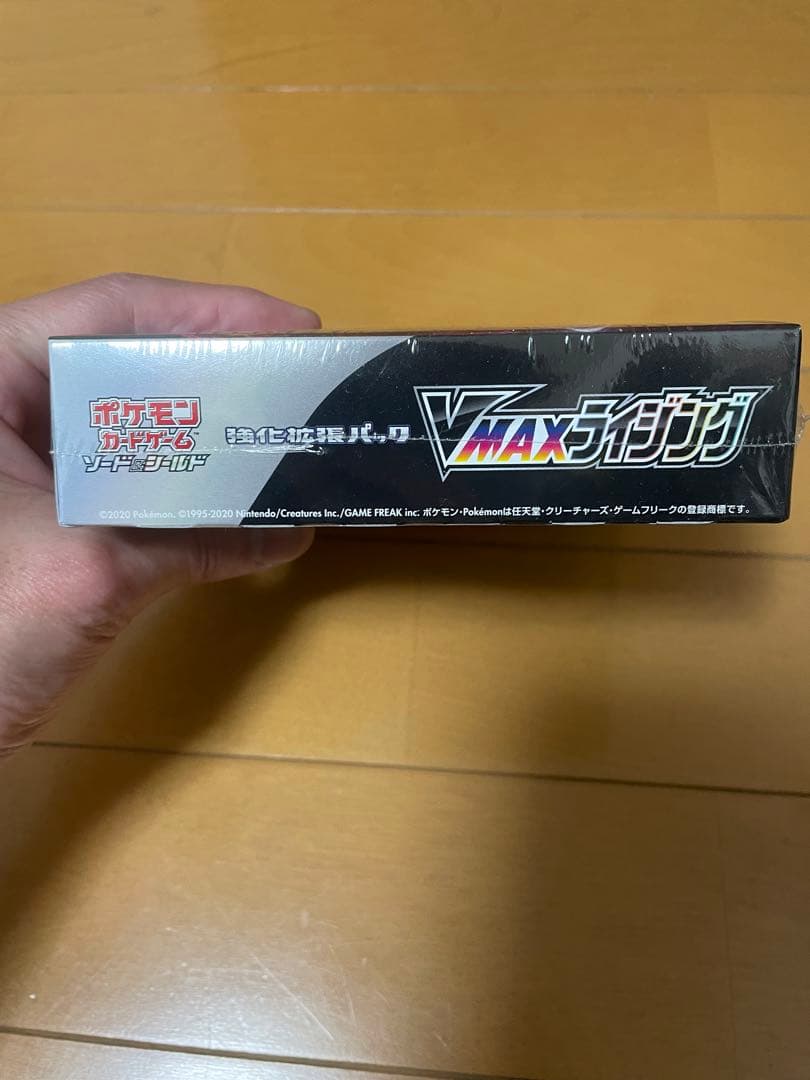 ポケモン
カードゲーム
ソード&シールド
強化拡張パック
VMAXライジング
©2020 Pokémon. ©1995-2020 Nintendo/Creatures Inc./GAME FREAK inc. ポケモン・Pokémonは任天堂・クリーチャーズ・ゲームフリークの登録商標です。